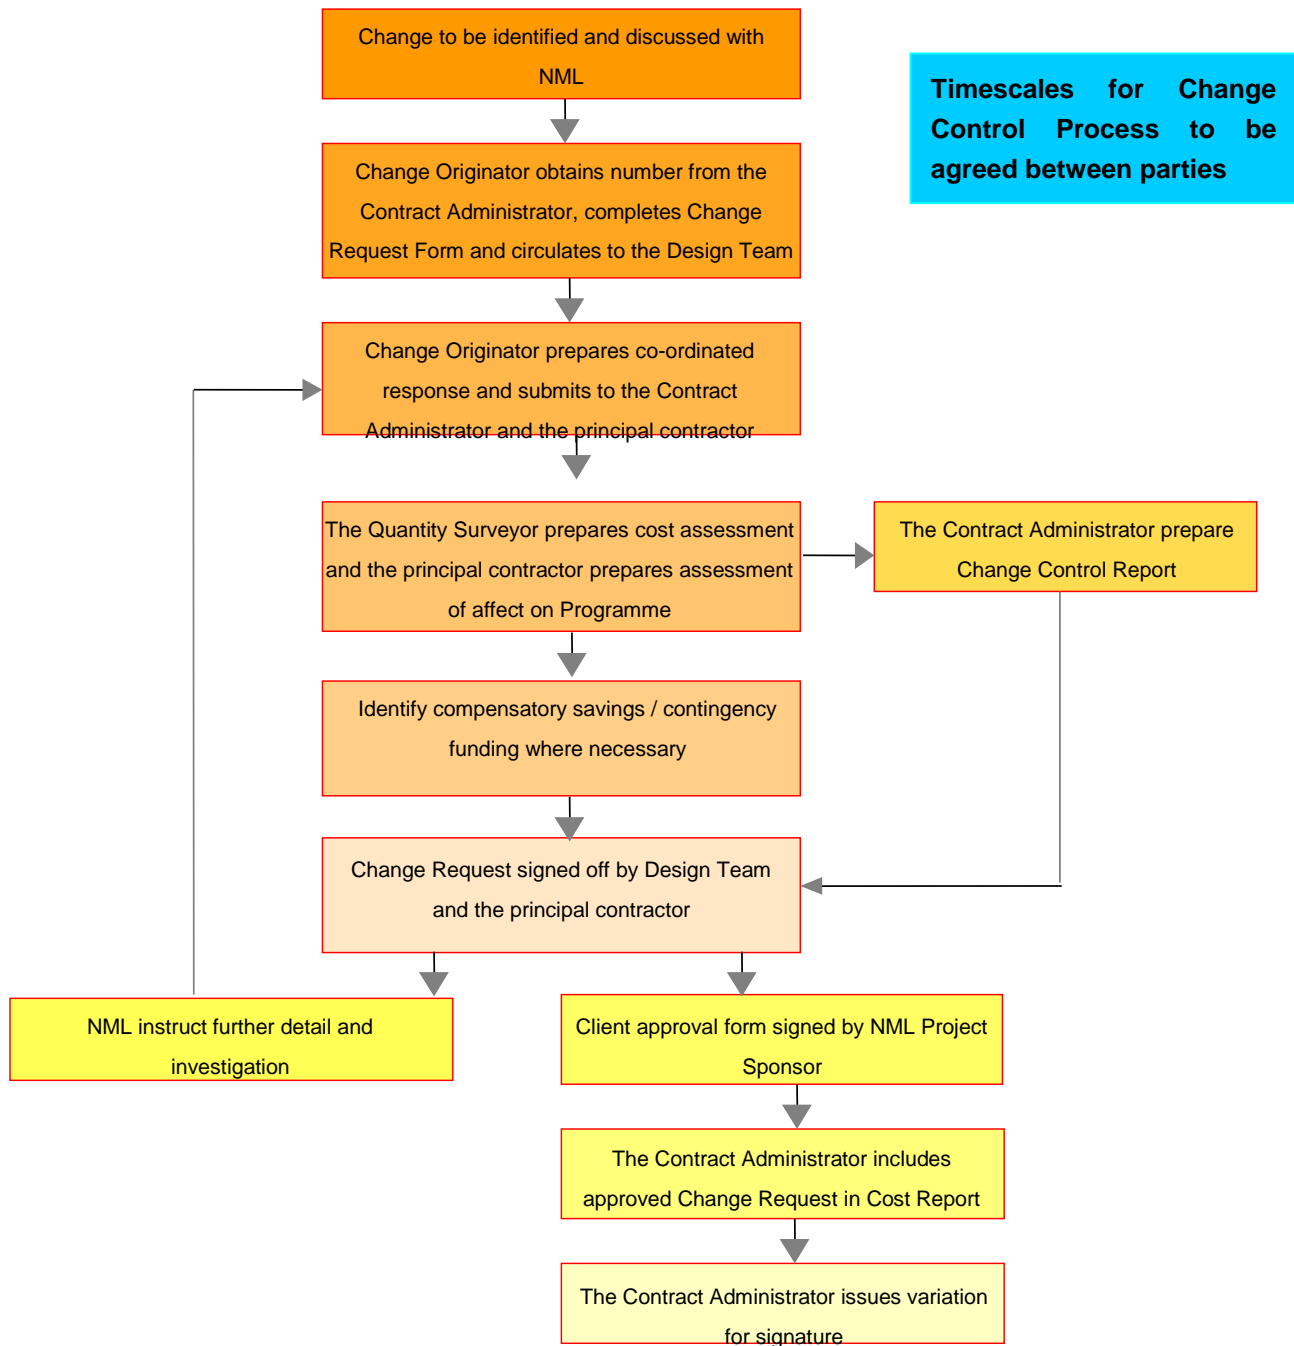 Change to be identified and discussed with
NML
Timescales for Change
Control Process to be
agreed between parties
Change Originator obtains number from the
Contract Administrator, completes Change
Request Form and circulates to the Design Team
Change Originator prepares co-ordinated
response and submits to the Contract
Administrator and the principal contractor
The Quantity Surveyor prepares cost assessment
and the principal contractor prepares assessment
of affect on Programme
The Contract Administrator prepare
Change Control Report
Identify compensatory savings / contingency
funding where necessary
Change Request signed off by Design Team
and the principal contractor
NML instruct further detail and
investigation
Client approval form signed by NML Project
Sponsor
The Contract Administrator includes
approved Change Request in Cost Report
The Contract Administrator issues variation
for signature